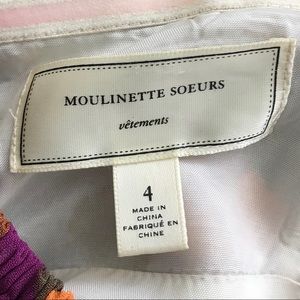 MOULINETTE SOEURS
vêtements
4
MADE IN
CHINA
FABRIQUÉ EN
CHINE